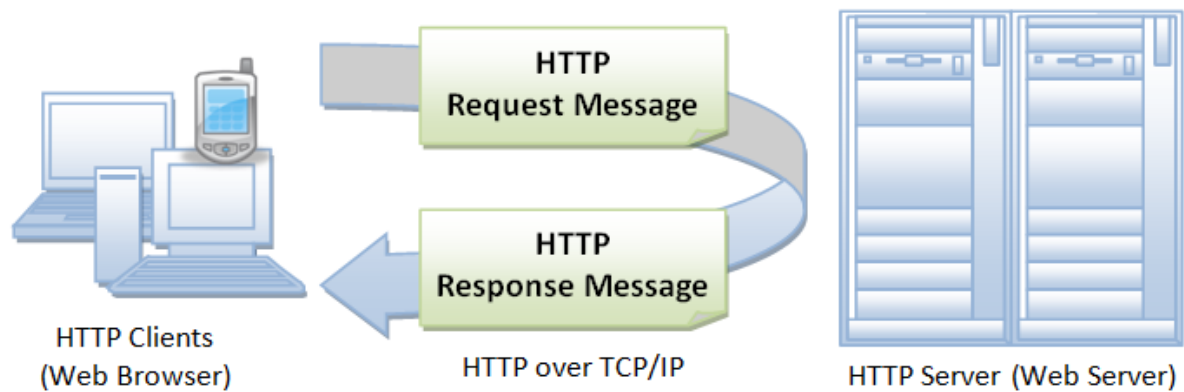 HTTP
Request Message
HTTP
Response Message
HTTP Clients
(Web Browser)
HTTP over TCP/IP
HTTP Server (Web Server)